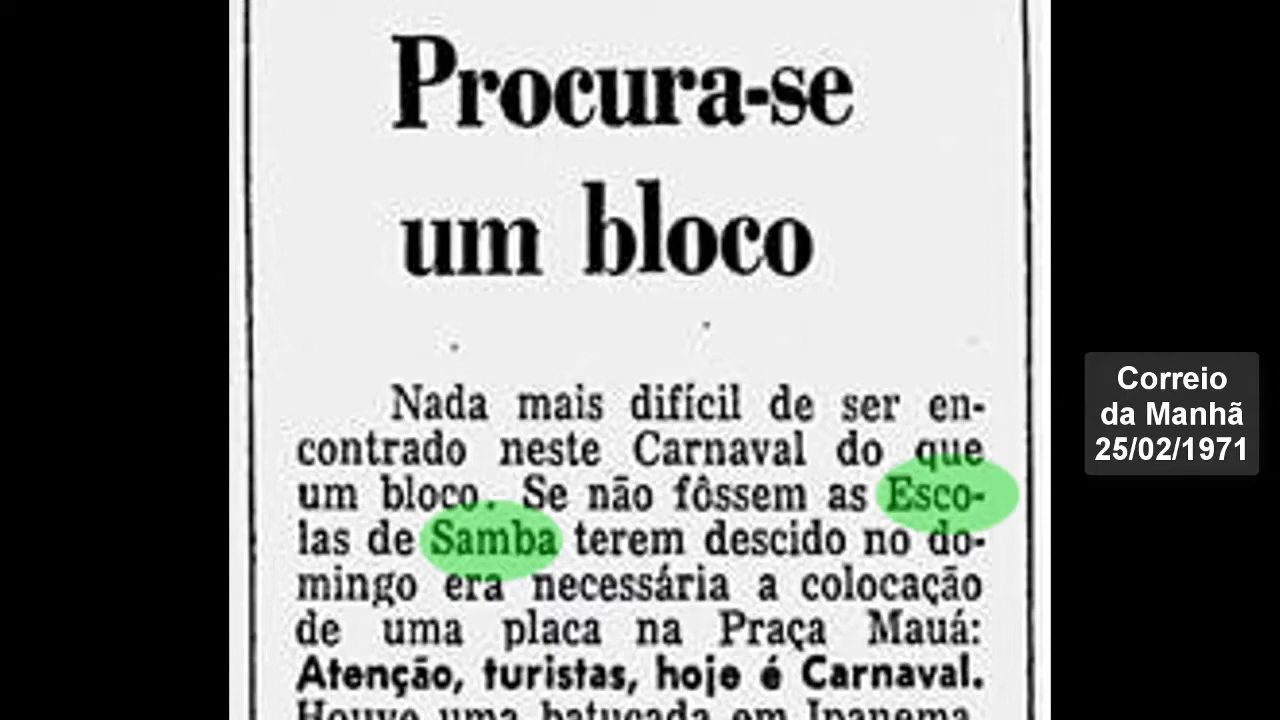 Procura-se
um bloco
Nada mais difícil de ser en-
contrado neste Carnaval do que
um bloco. Se não fôssem as Esco-
las de Samba terem descido no do-
mingo era necessária a colocação
de uma placa na Praça Mauá:
Atenção, turistas, hoje é Carnaval.
Houve uma batucada em Ipanema,
Correio
da Manhã
25/02/1971